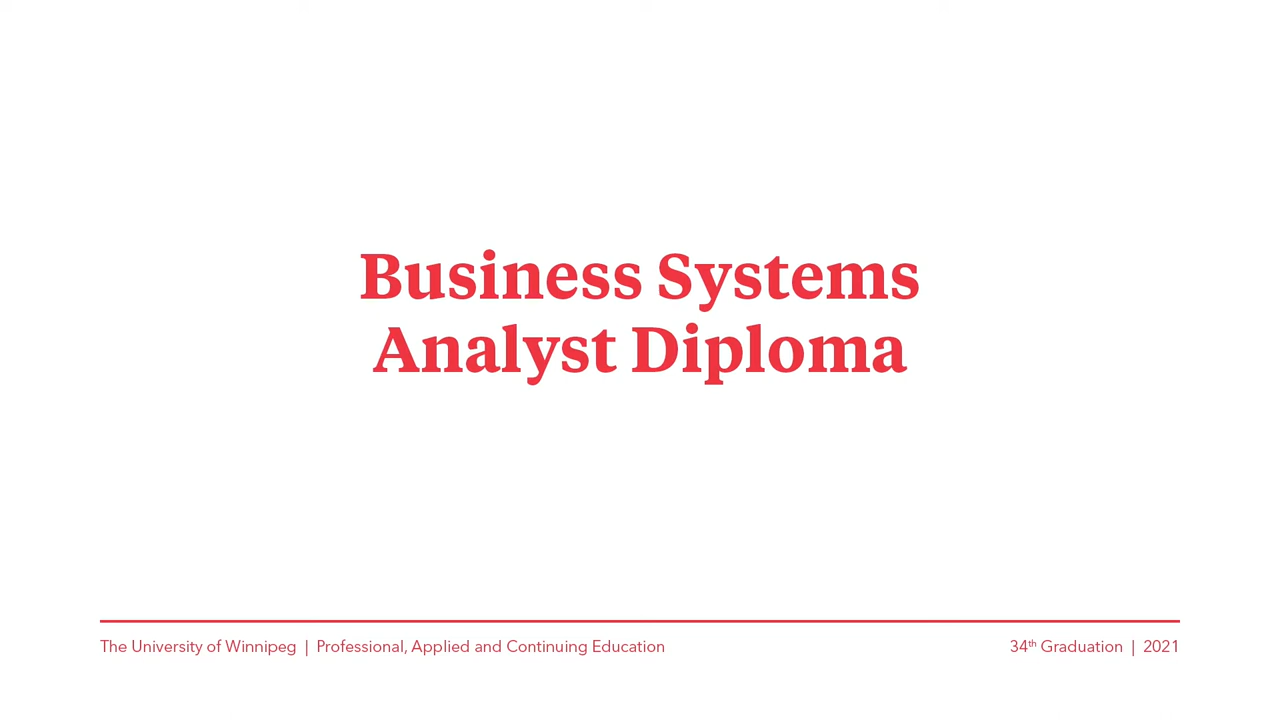 Business Systems
Analyst Diploma
The University of Winnipeg | Professional, Applied and Continuing Education
34th Graduation | 2021